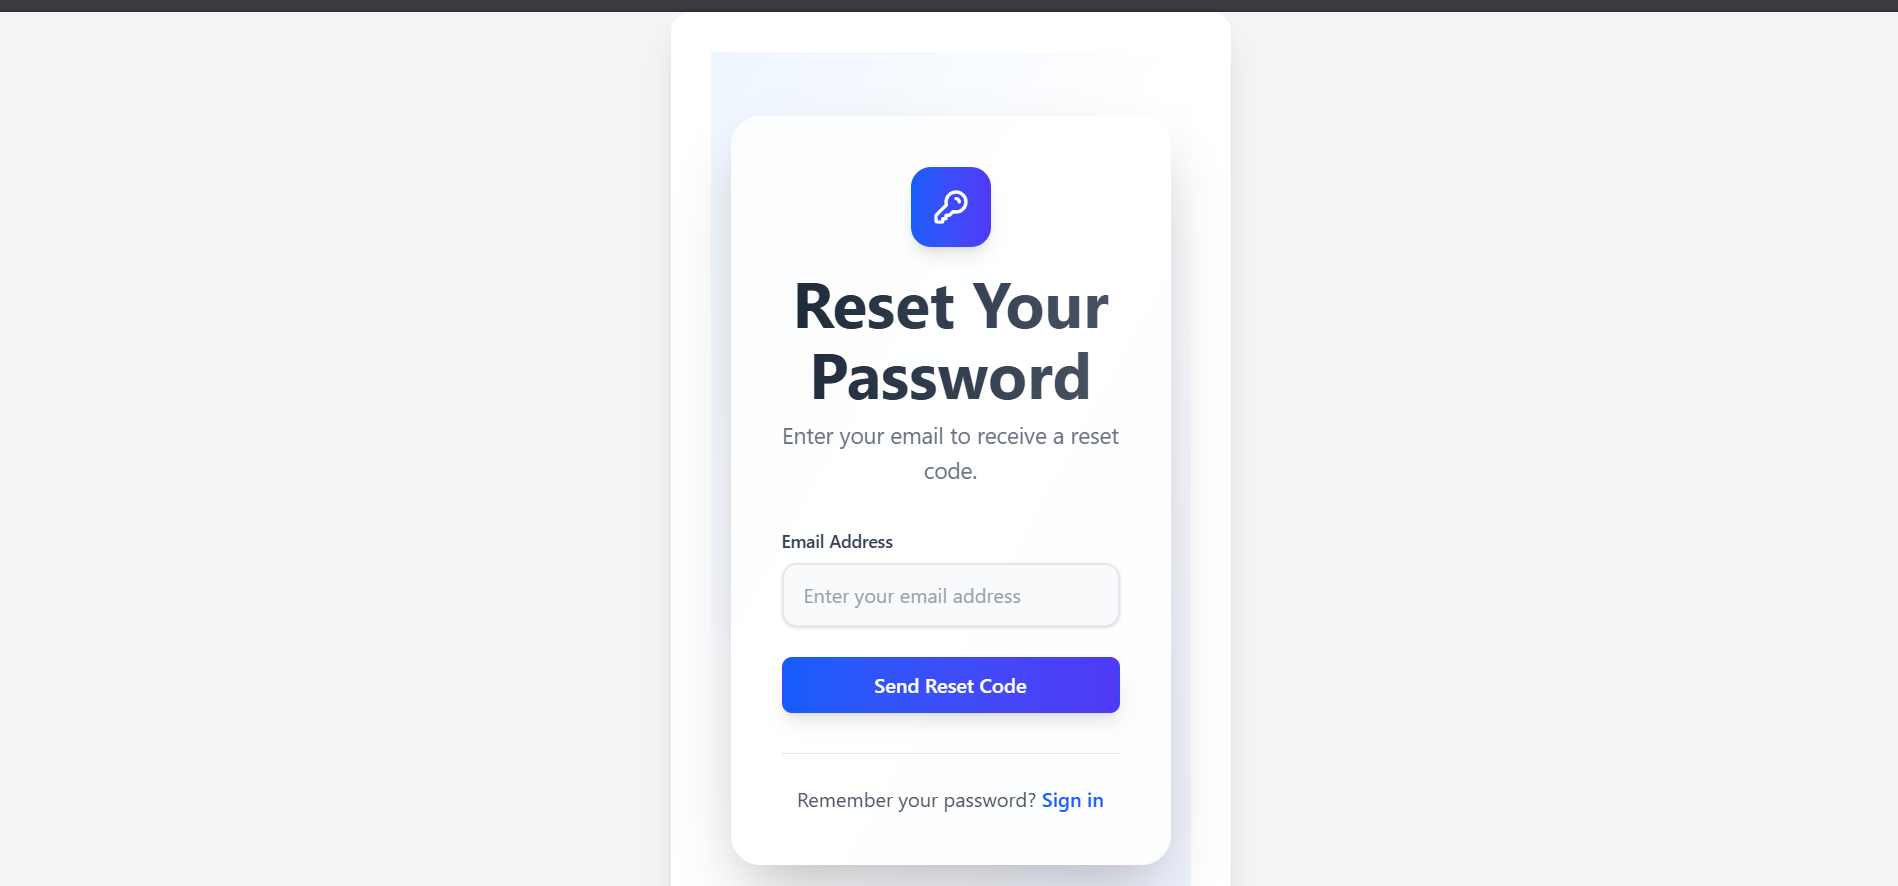 Reset Your
Password
Enter your email to receive a reset
code.
Email Address
Enter your email address
Send Reset Code
Remember your password? Sign in